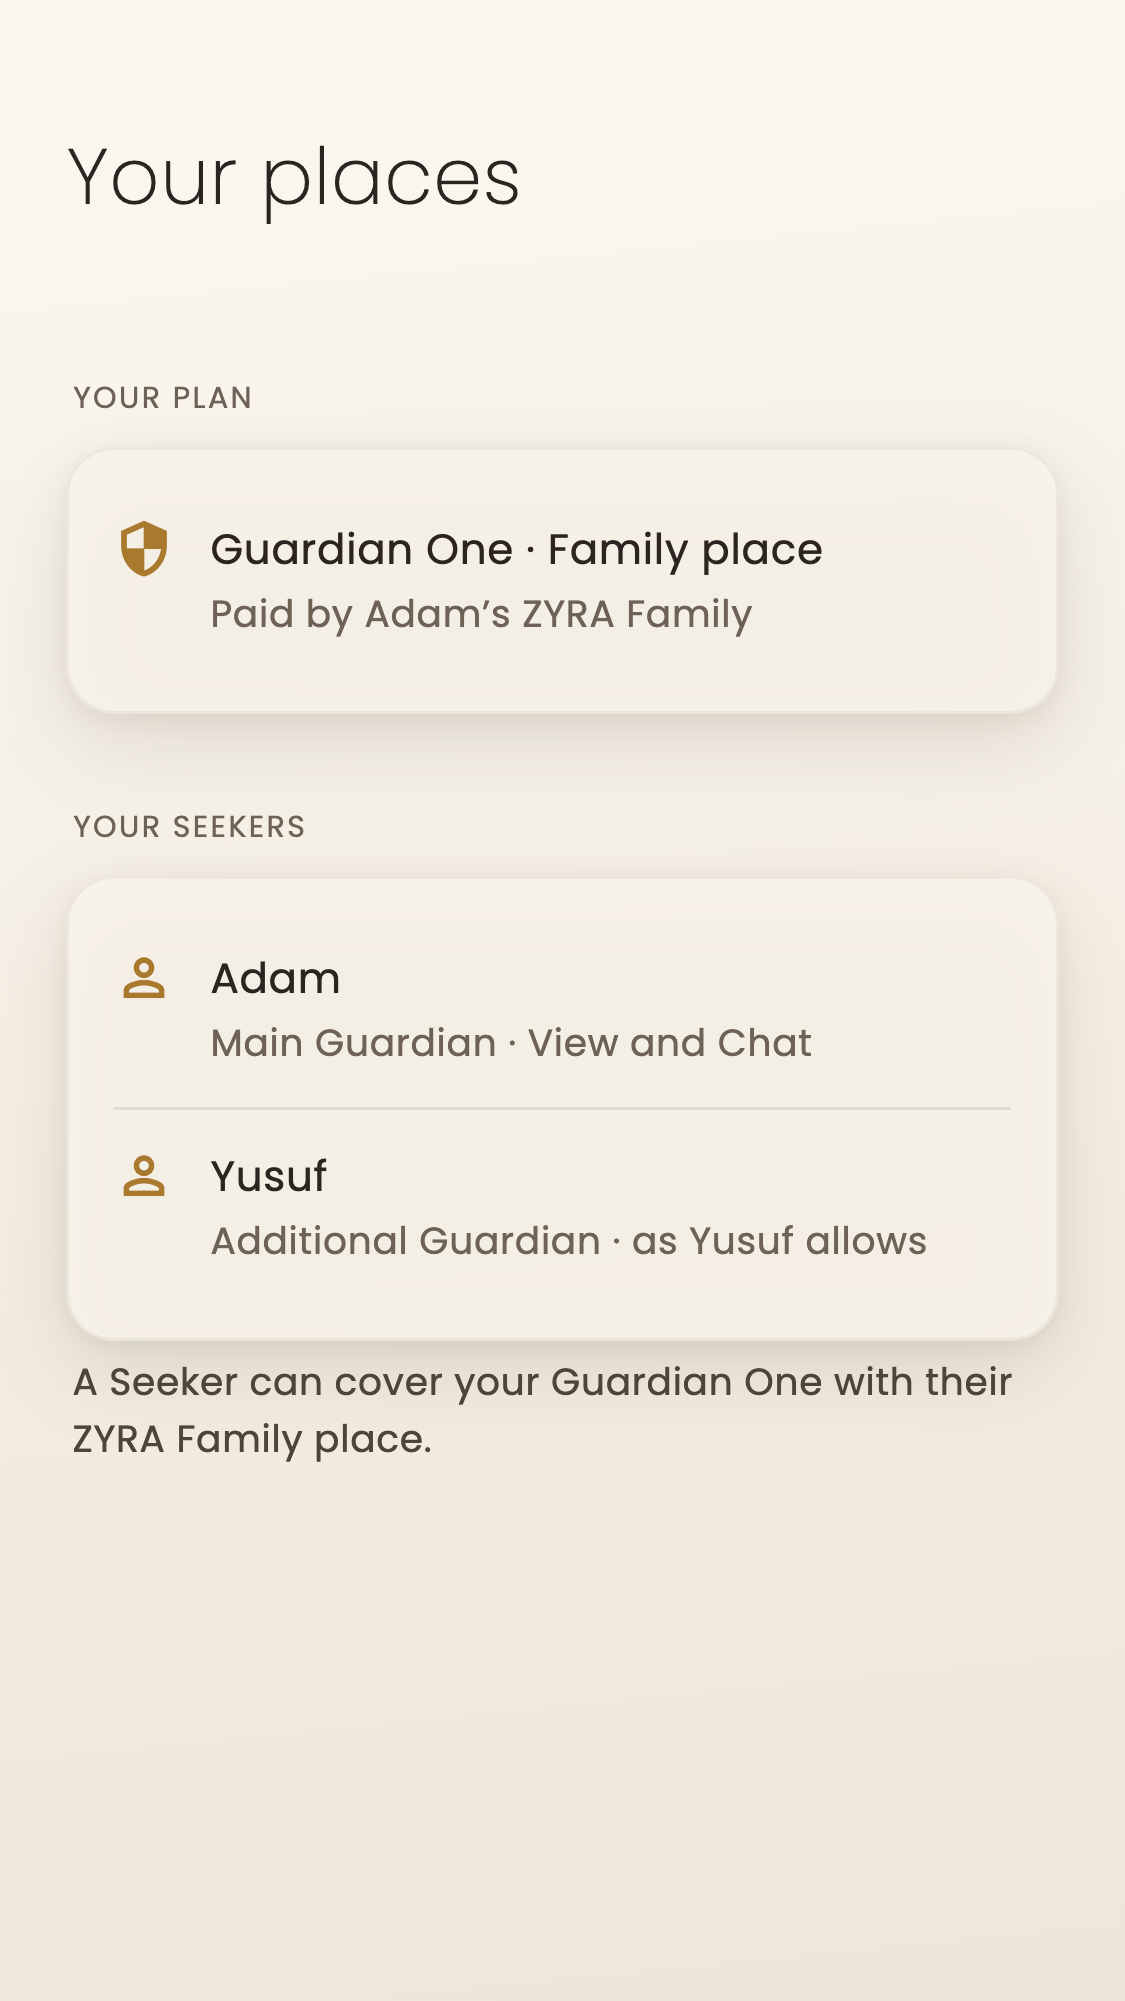 Your places
YOUR PLAN
Guardian One · Family place
Paid by Adam’s ZYRA Family
YOUR SEEKERS
Adam
Main Guardian · View and Chat
Yusuf
Additional Guardian · as Yusuf allows
A Seeker can cover your Guardian One with their
ZYRA Family place.